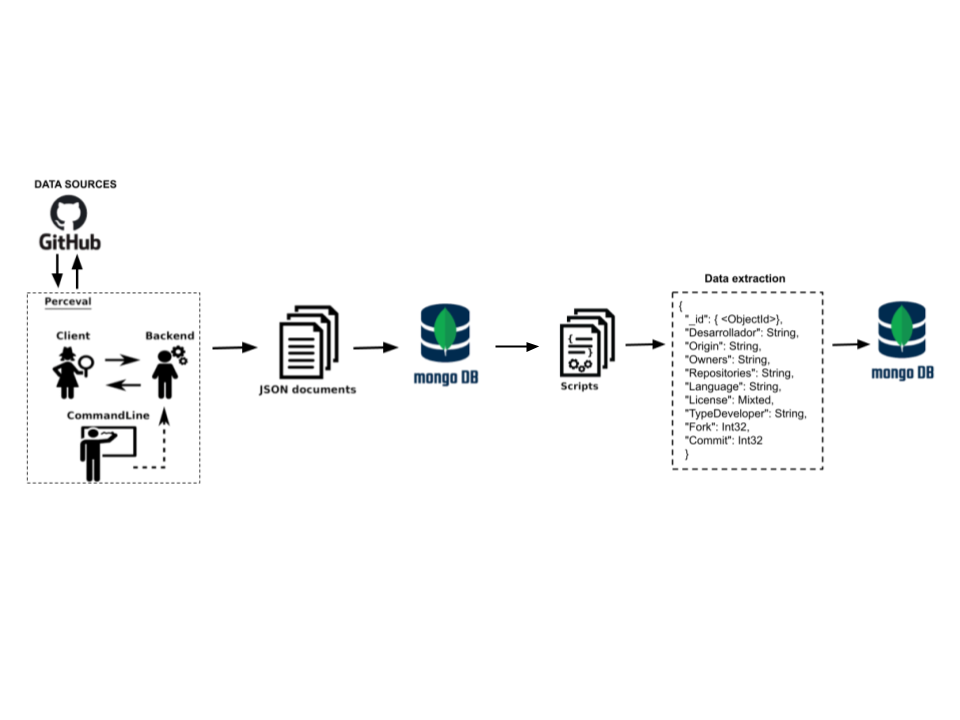 DATA SOURCES
GitHub
Perceval
Client
Backend
CommandLine
JSON documents
mongo DB
Scripts
Data extraction
{
"_id": { <ObjectId>},
"Desarrollador": String,
"Origin": String,
"Owners": String,
"Repositories": String,
"Language": String,
"License": Mixted,
"TypeDeveloper": String,
"Fork": Int32,
"Commit": Int32
}
mongo DB